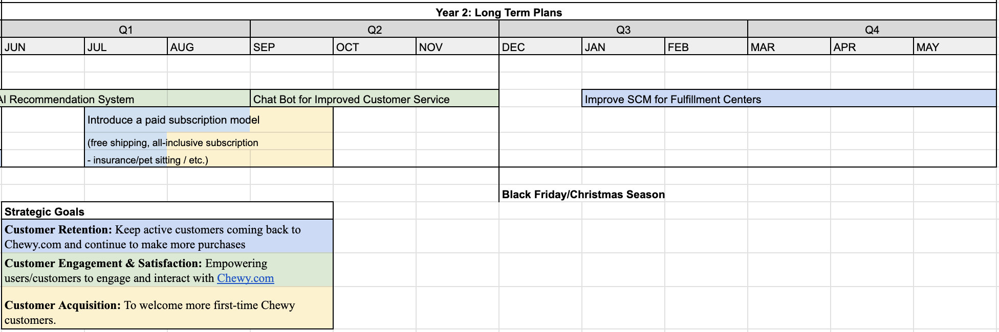 Year 2: Long Term Plans
Q1 Q2 Q3 Q4
JUN JUL AUG SEP OCT NOV DEC JAN FEB MAR APR MAY
AI Recommendation System Chat Bot for Improved Customer Service Improve SCM for Fulfillment Centers
Introduce a paid subscription model
(free shipping, all-inclusive subscription
- insurance/pet sitting / etc.)
Black Friday/Christmas Season
Strategic Goals
Customer Retention: Keep active customers coming back to
Chewy.com and continue to make more purchases
Customer Engagement & Satisfaction: Empowering
users/customers to engage and interact with Chewy.com
Customer Acquisition: To welcome more first-time Chewy
customers.